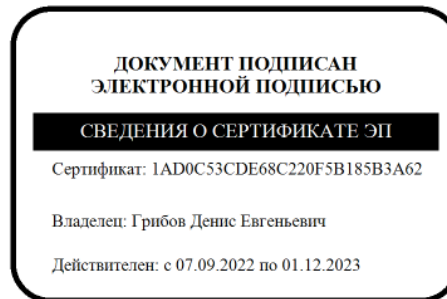 ДОКУМЕНТ ПОДПИСАН
ЭЛЕКТРОННОЙ ПОДПИСЬЮ
СВЕДЕНИЯ О СЕРТИФИКАТЕ ЭП
Сертификат: 1AD0C53CDE68C220F5B185B3A62
Владелец: Грибов Денис Евгеньевич
Действителен: с 07.09.2022 по 01.12.2023